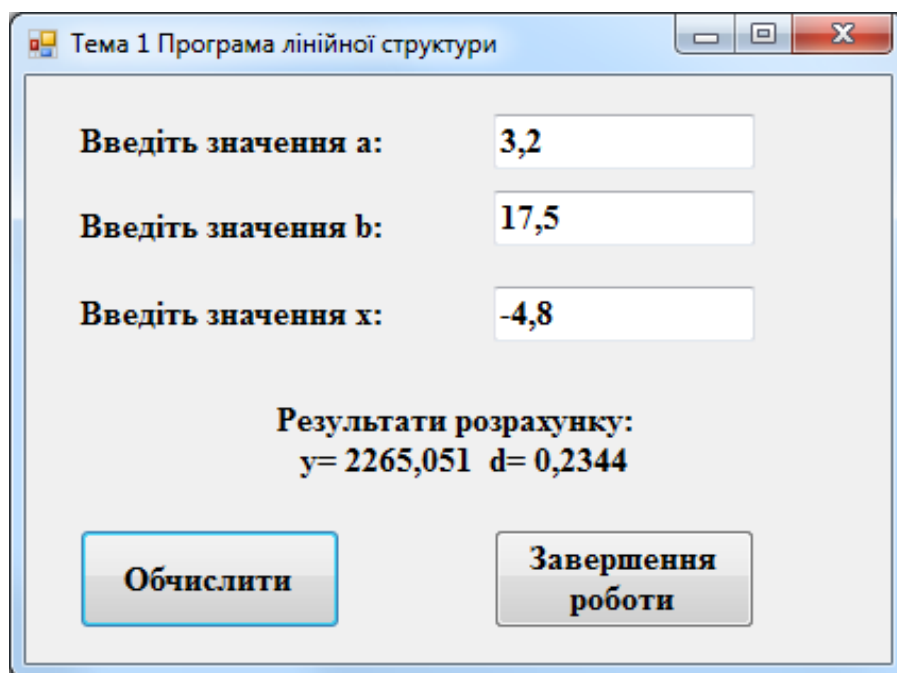 Тема 1 Програма лінійної структури
Введіть значення a:
3,2
Введіть значення b:
17,5
Введіть значення x:
-4,8
Результати розрахунку:
y= 2265,051 d= 0,2344
Обчислити
Завершення
роботи